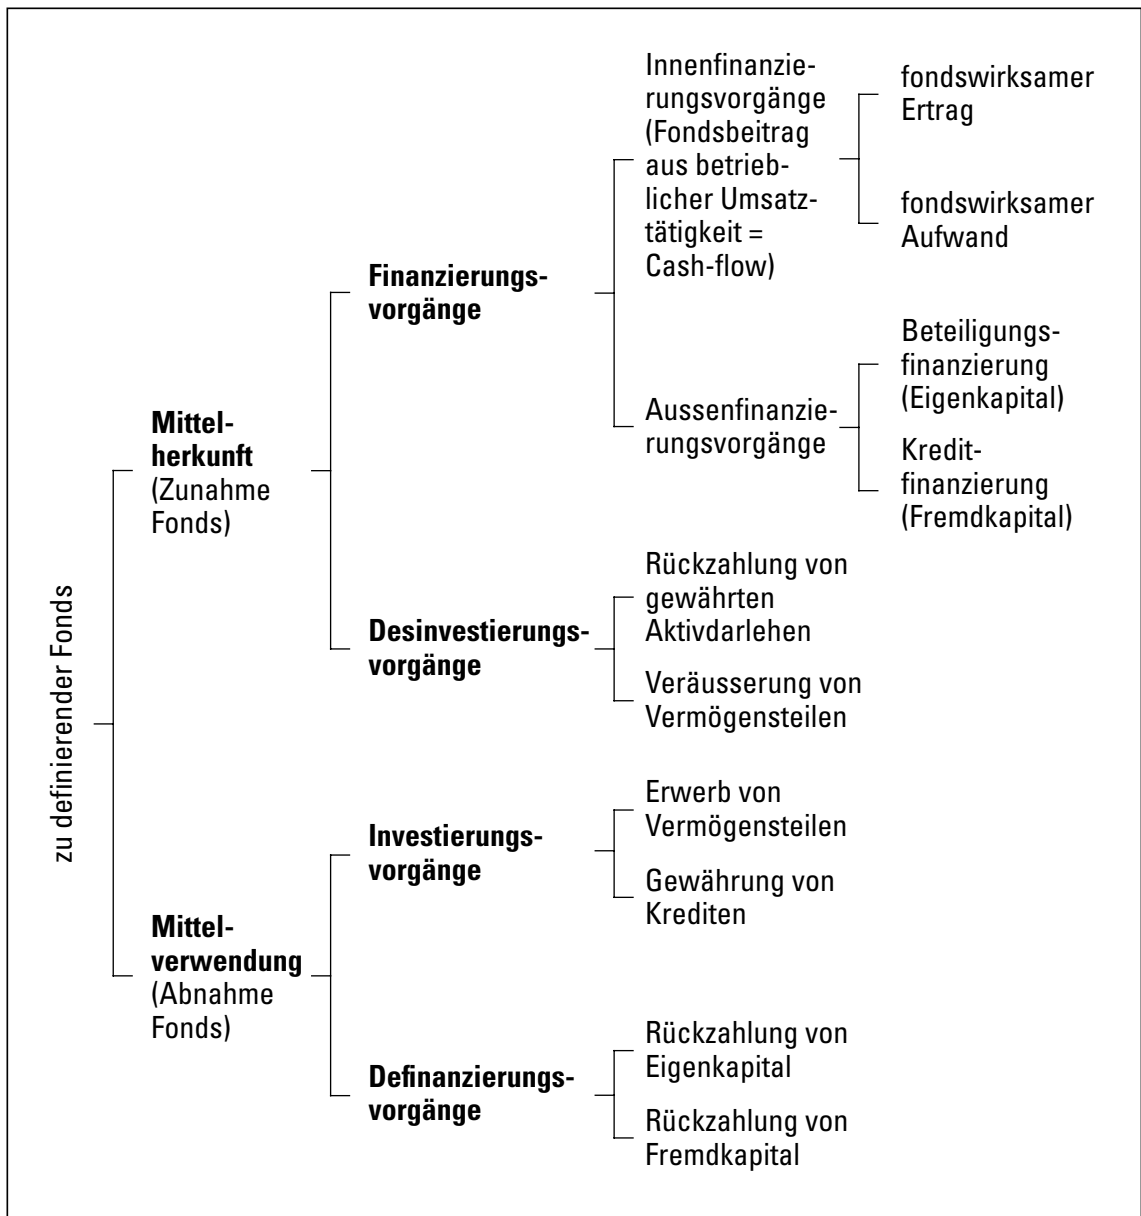 zu definierender Fonds
Mittel-
herkunft
(Zunahme
Fonds)
Finanzierungs-
vorgänge
Innenfinanzie-
rungsvorgänge
(Fondsbeitrag
aus betrieb-
licher Umsatz-
tätigkeit =
Cash-flow)
fondswirksamer
Ertrag
fondswirksamer
Aufwand
Aussenfinanzie-
rungsvorgänge
Beteiligungs-
finanzierung
(Eigenkapital)
Kredit-
finanzierung
(Fremdkapital)
Desinvestierungs-
vorgänge
Rückzahlung von
gewährten
Aktivdarlehen
Veräusserung von
Vermögensteilen
Mittel-
verwendung
(Abnahme
Fonds)
Investierungs-
vorgänge
Erwerb von
Vermögensteilen
Gewährung von
Krediten
Definanzierungs-
vorgänge
Rückzahlung von
Eigenkapital
Rückzahlung von
Fremdkapital